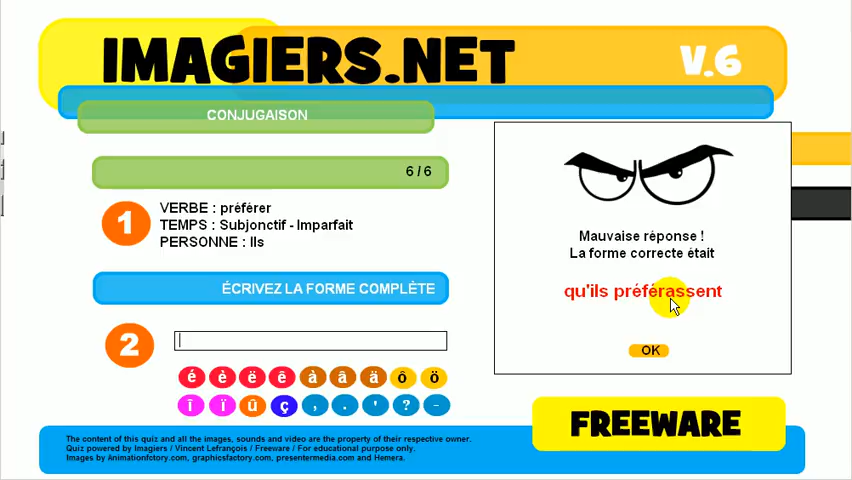 IMAGIERS.NET
V.6
CONJUGAISON
6 / 6
1
VERBE : préférer
TEMPS : Subjonctif - Imparfait
PERSONNE : Ils
ÉCRIVEZ LA FORME COMPLÈTE
2
é è ë ê à â ä ô ö
î ï û ç , . ' ? -
Mauvaise réponse !
La forme correcte était
qu'ils préférassent
OK
FREEWARE
The content of this quiz and all the images, sounds and video are the property of their respective owner.
Quiz powered by Imagiers / Vincent Lefrançois / Freeware / For educational purpose only.
Images by Animationfctory.com, graphicsfactory.com, presentermedia.com and Hemera.